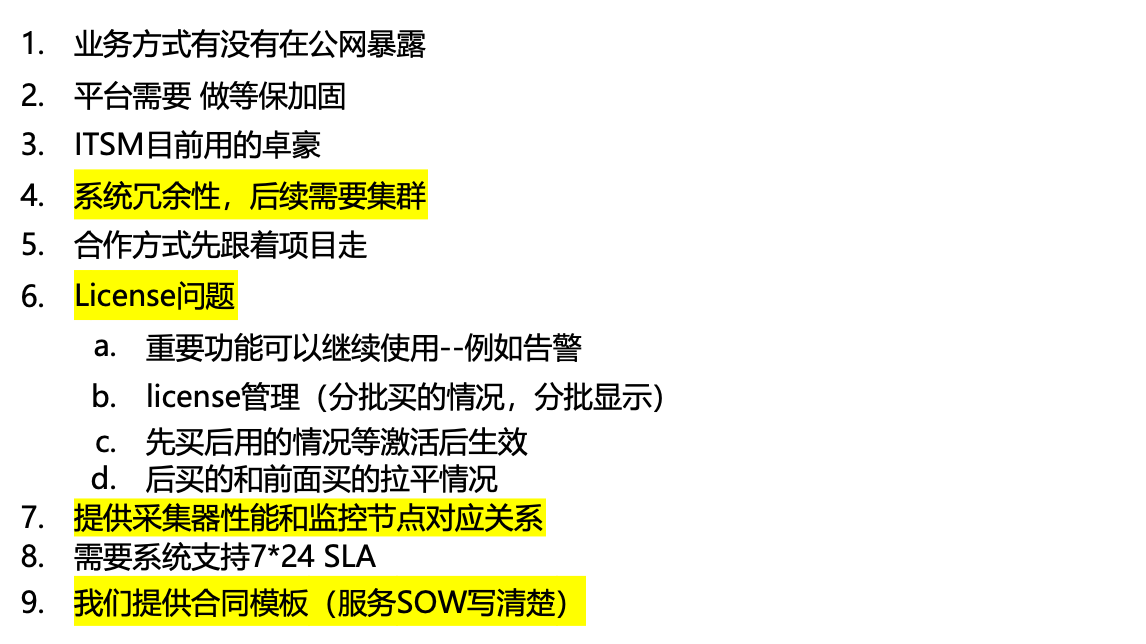 1. 业务方式有没有在公网暴露
2. 平台需要 做等保加固
3. ITSM目前用的卓豪
4. 系统冗余性，后续需要集群
5. 合作方式先跟着项目走
6. License问题
a. 重要功能可以继续使用--例如告警
b. license管理（分批买的情况，分批显示）
c. 先买后用的情况等激活后生效
d. 后买的和前面买的拉平情况
7. 提供采集器性能和监控节点对应关系
8. 需要系统支持7*24 SLA
9. 我们提供合同模板（服务SOW写清楚）